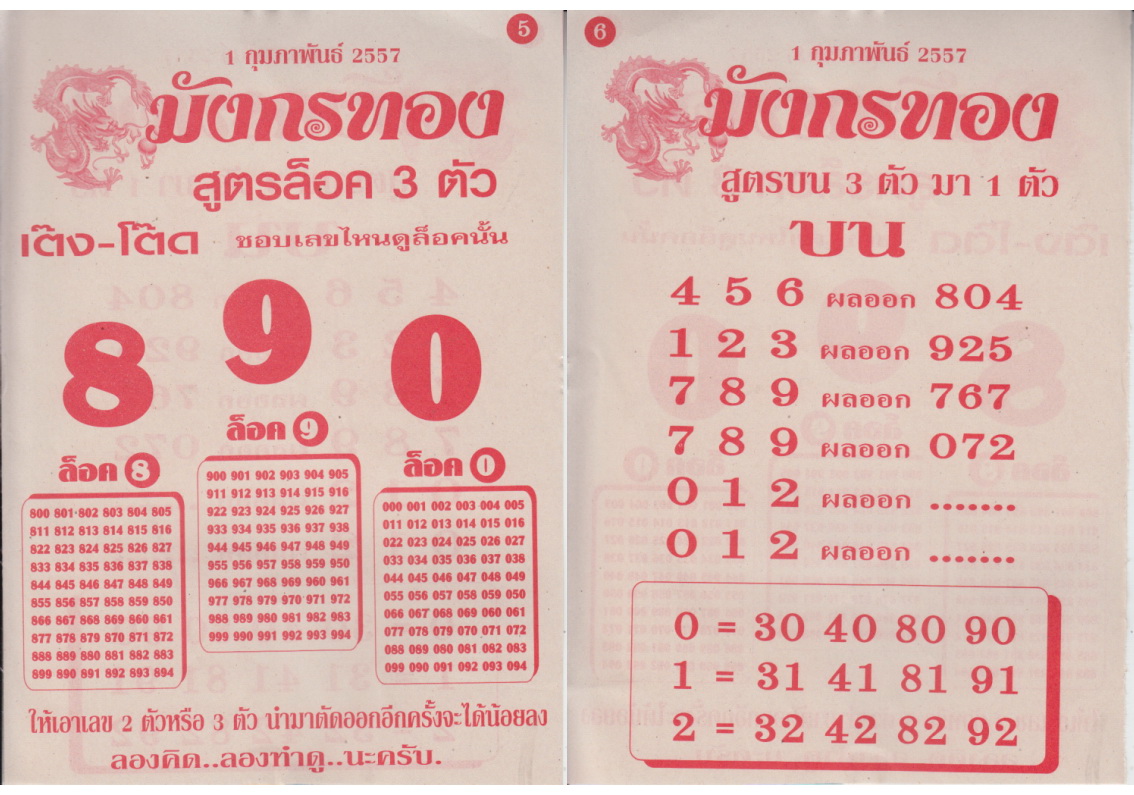 5
1 กุมภาพันธ์ 2557
มังกรทอง
สูตรล็อค 3 ตัว
เต๊ง-โต๊ด ชอบเลขไหนดูล็อคนั้น
8 9 0
ล็อค 8
800 801 802 803 804 805
811 812 813 814 815 816
822 823 824 825 826 827
833 834 835 836 837 838
844 845 846 847 848 849
855 856 857 858 859 850
866 867 868 869 860 861
877 878 879 870 871 872
888 889 880 881 882 883
899 890 891 892 893 894
ล็อค 9
900 901 902 903 904 905
911 912 913 914 915 916
922 923 924 925 926 927
933 934 935 936 937 938
944 945 946 947 948 949
955 956 957 958 959 950
966 967 968 969 960 961
977 978 979 970 971 972
988 989 980 981 982 983
999 990 991 992 993 994
ล็อค 0
000 001 002 003 004 005
011 012 013 014 015 016
022 023 024 025 026 027
033 034 035 036 037 038
044 045 046 047 048 049
055 056 057 058 059 050
066 067 068 069 060 061
077 078 079 070 071 072
088 089 080 081 082 083
099 090 091 092 093 094
ให้เอาเลข 2 ตัวหรือ 3 ตัว นำมาตัดออกอีกครั้งจะได้น้อยลง
ลองคิด..ลองทำดู..นะครับ.
6
1 กุมภาพันธ์ 2557
มังกรทอง
สูตรบน 3 ตัว มา 1 ตัว
บน
4 5 6 ผลออก 804
1 2 3 ผลออก 925
7 8 9 ผลออก 767
7 8 9 ผลออก 072
0 1 2 ผลออก .......
0 1 2 ผลออก .......
0 = 30 40 80 90
1 = 31 41 81 91
2 = 32 42 82 92